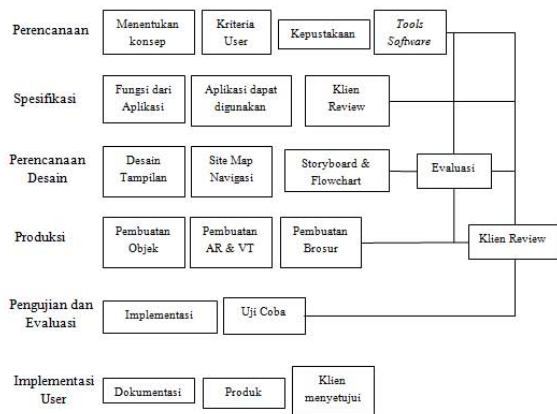 Perencanaan
Menentukan
konsep
Kriteria
User
Kepustakaan
Tools
Software
Spesifikasi
Fungsi dari
Aplikasi
Aplikasi dapat
digunakan
Klien
Review
Perencanaan
Desain
Desain
Tampilan
Site Map
Navigasi
Storyboard &
Flowchart
Evaluasi
Produksi
Pembuatan
Objek
Pembuatan
AR & VT
Pembuatan
Brosur
Klien Review
Pengujian dan
Evaluasi
Implementasi
Uji Coba
Implementasi
User
Dokumentasi
Produk
Klien
menyetujui